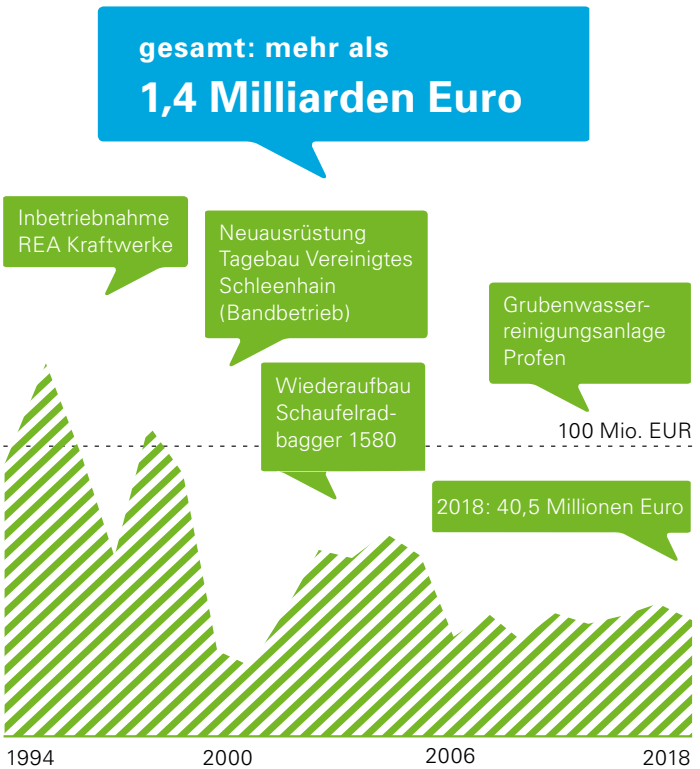 gesamt: mehr als
1,4 Milliarden Euro
Inbetriebnahme
REA Kraftwerke
Neuausrüstung
Tagebau Vereinigtes
Schleenhain
(Bandbetrieb)
Grubenwasser-
reinigungsanlage
Profen
Wiederaufbau
Schaufelrad-
bagger 1580
100 Mio. EUR
2018: 40,5 Millionen Euro
1994 2000 2006 2018